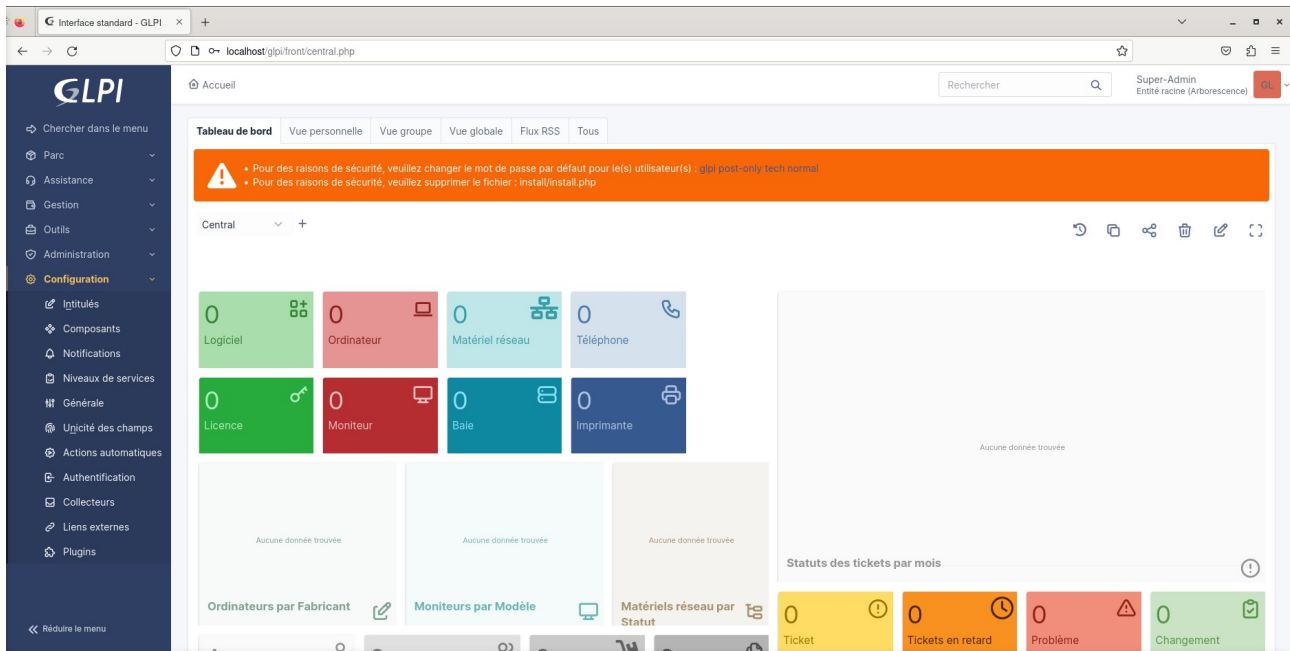 Interface standard - GLPI
localhost/glpi/front/central.php
GLPI
Accueil
Rechercher
Super-Admin
Entité racine (Arborescence)
GL
Chercher dans le menu
Parc
Assistance
Gestion
Outils
Administration
Configuration
Intitulés
Composants
Notifications
Niveaux de services
Générale
Unicité des champs
Actions automatiques
Authentification
Collecteurs
Liens externes
Plugins
Réduire le menu
Tableau de bord
Vue personnelle
Vue groupe
Vue globale
Flux RSS
Tous
• Pour des raisons de sécurité, veuillez changer le mot de passe par défaut pour le(s) utilisateur(s) : glpi post-only tech normal
• Pour des raisons de sécurité, veuillez supprimer le fichier : install/install.php
Central
0
Logiciel
0
Ordinateur
0
Matériel réseau
0
Téléphone
0
Licence
0
Moniteur
0
Baie
0
Imprimante
Aucune donnée trouvée
Statuts des tickets par mois
Aucune donnée trouvée
Ordinateurs par Fabricant
Aucune donnée trouvée
Moniteurs par Modèle
Aucune donnée trouvée
Matériels réseau par
Statut
0
Ticket
0
Tickets en retard
0
Problème
0
Changement